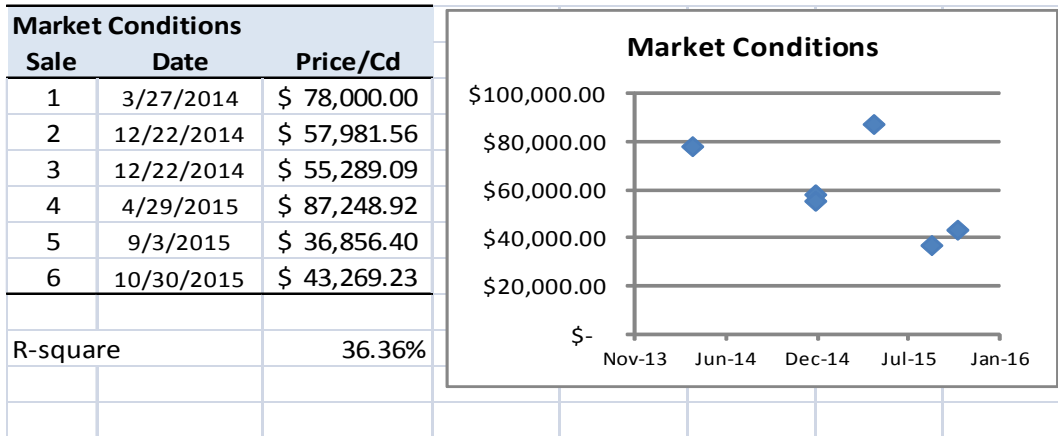 Market Conditions
Sale Date Price/Cd
1 3/27/2014 $ 78,000.00
2 12/22/2014 $ 57,981.56
3 12/22/2014 $ 55,289.09
4 4/29/2015 $ 87,248.92
5 9/3/2015 $ 36,856.40
6 10/30/2015 $ 43,269.23
R-square 36.36%
Market Conditions
$100,000.00
$80,000.00
$60,000.00
$40,000.00
$20,000.00
$-
Nov-13 Jun-14 Dec-14 Jul-15 Jan-16